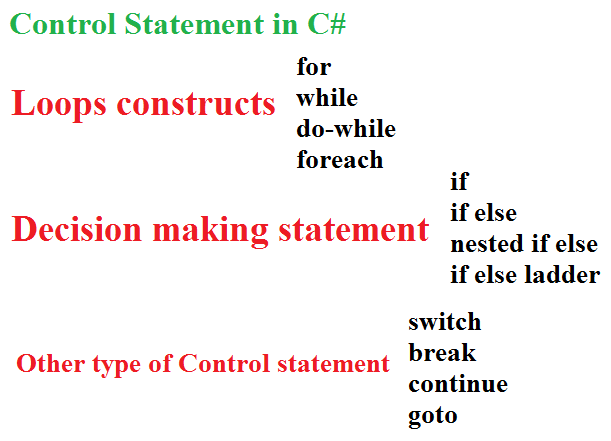 Control Statement in C#
Loops constructs
for
while
do-while
foreach
Decision making statement
if
if else
nested if else
if else ladder
Other type of Control statement
switch
break
continue
goto